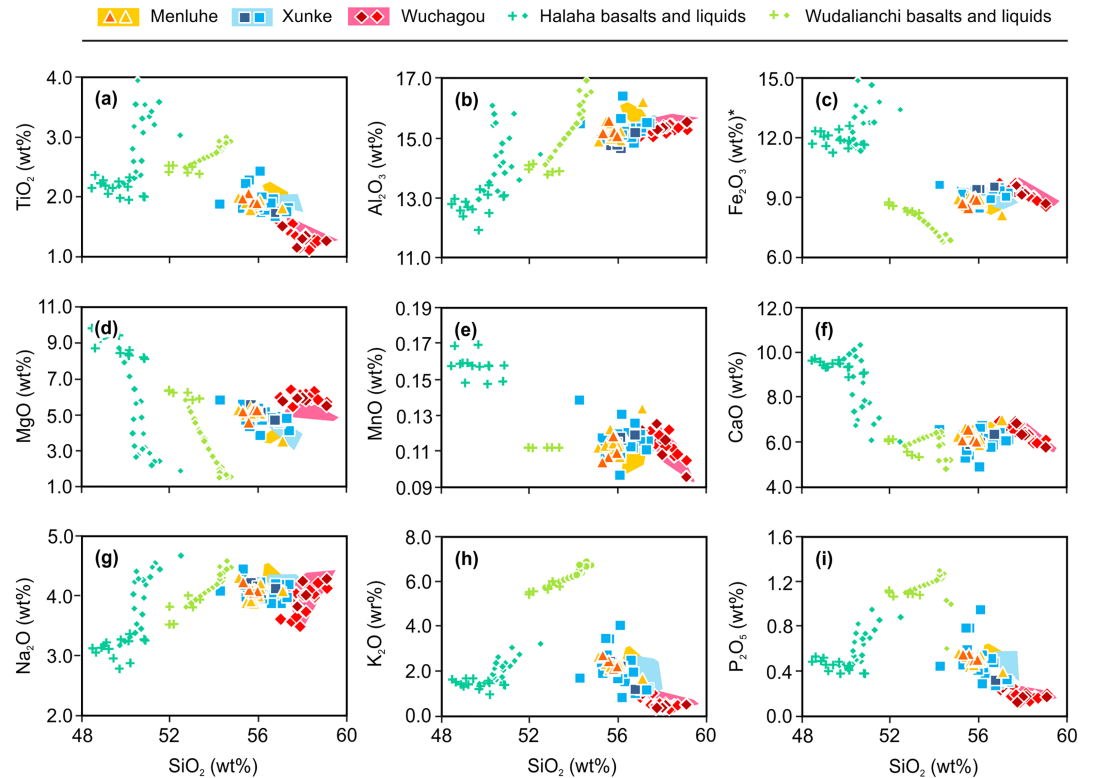 Menluhe Xunke Wuchagou Halaha basalts and liquids Wudalianchi basalts and liquids
(a)
TiO₂ (wt%)
4.0
3.0
2.0
1.0
(b)
Al₂O₃ (wt%)
17.0
15.0
13.0
11.0
(c)
Fe₂O₃ (wt%)*
15.0
12.0
9.0
6.0
(d)
MgO (wt%)
11.0
9.0
7.0
5.0
3.0
1.0
(e)
MnO (wt%)
0.19
0.17
0.15
0.13
0.11
0.09
(f)
CaO (wt%)
12.0
10.0
8.0
6.0
4.0
(g)
Na₂O (wt%)
5.0
4.0
3.0
2.0
48 52 56 60
SiO₂ (wt%)
(h)
K₂O (wr%)
8.0
6.0
4.0
2.0
0.0
48 52 56 60
SiO₂ (wt%)
(i)
P₂O₅ (wt%)
1.6
1.2
0.8
0.4
0.0
48 52 56 60
SiO₂ (wt%)